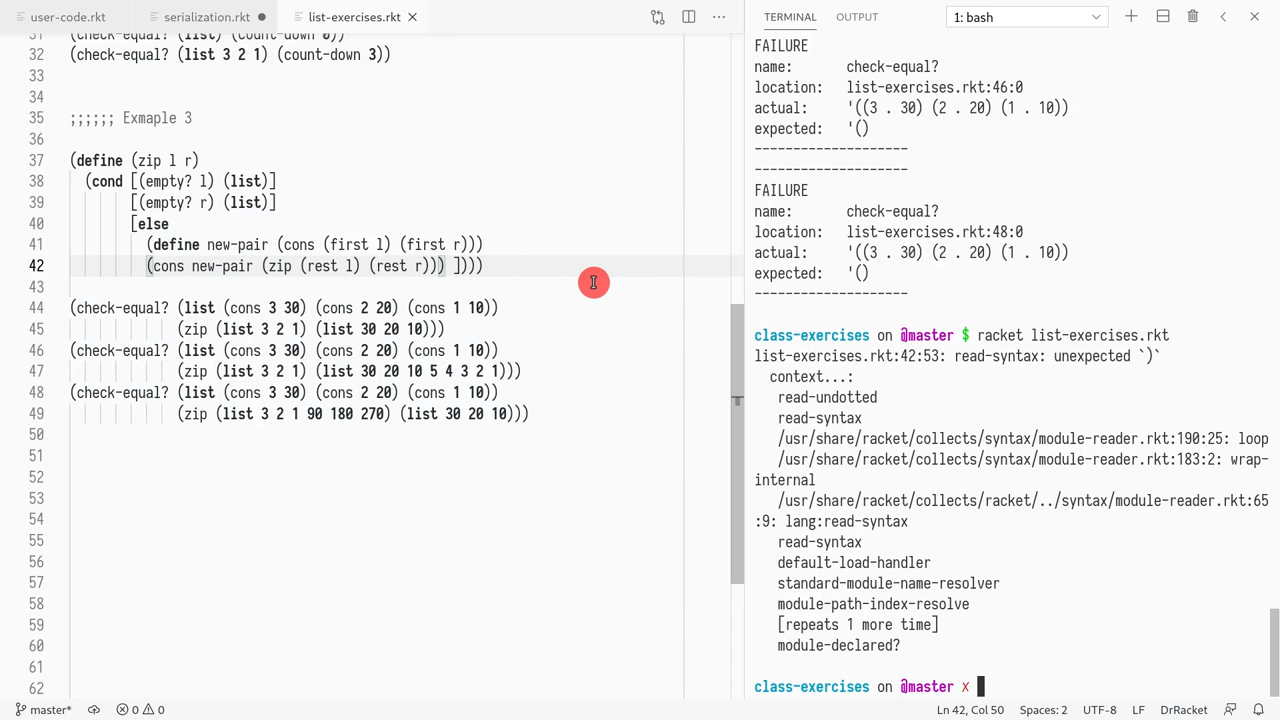 user-code.rkt serialization.rkt list-exercises.rkt
31 (check-equal? (list) (count-down 0))
32 (check-equal? (list 3 2 1) (count-down 3))
33
34
35 ;;;;;; Exmaple 3
36
37 (define (zip l r)
38 (cond [(empty? l) (list)]
39 [(empty? r) (list)]
40 [else
41 (define new-pair (cons (first l) (first r)))
42 (cons new-pair (zip (rest l) (rest r))) ])))
43
44 (check-equal? (list (cons 3 30) (cons 2 20) (cons 1 10))
45 (zip (list 3 2 1) (list 30 20 10)))
46 (check-equal? (list (cons 3 30) (cons 2 20) (cons 1 10))
47 (zip (list 3 2 1) (list 30 20 10 5 4 3 2 1)))
48 (check-equal? (list (cons 3 30) (cons 2 20) (cons 1 10))
49 (zip (list 3 2 1 90 180 270) (list 30 20 10)))
50
51
52
53
54
55
56
57
58
59
60
61
62
TERMINAL OUTPUT 1: bash
FAILURE
name: check-equal?
location: list-exercises.rkt:46:0
actual: '((3 . 30) (2 . 20) (1 . 10))
expected: '()
--------------------
--------------------
FAILURE
name: check-equal?
location: list-exercises.rkt:48:0
actual: '((3 . 30) (2 . 20) (1 . 10))
expected: '()
--------------------
class-exercises on @master $ racket list-exercises.rkt
list-exercises.rkt:42:53: read-syntax: unexpected `)`
context...:
read-undotted
read-syntax
/usr/share/racket/collects/syntax/module-reader.rkt:190:25: loop
/usr/share/racket/collects/syntax/module-reader.rkt:183:2: wrap-
internal
/usr/share/racket/collects/racket/../syntax/module-reader.rkt:65
:9: lang:read-syntax
read-syntax
default-load-handler
standard-module-name-resolver
module-path-index-resolve
[repeats 1 more time]
module-declared?
class-exercises on @master x
master* 0 0 Ln 42, Col 50 Spaces: 2 UTF-8 LF DrRacket